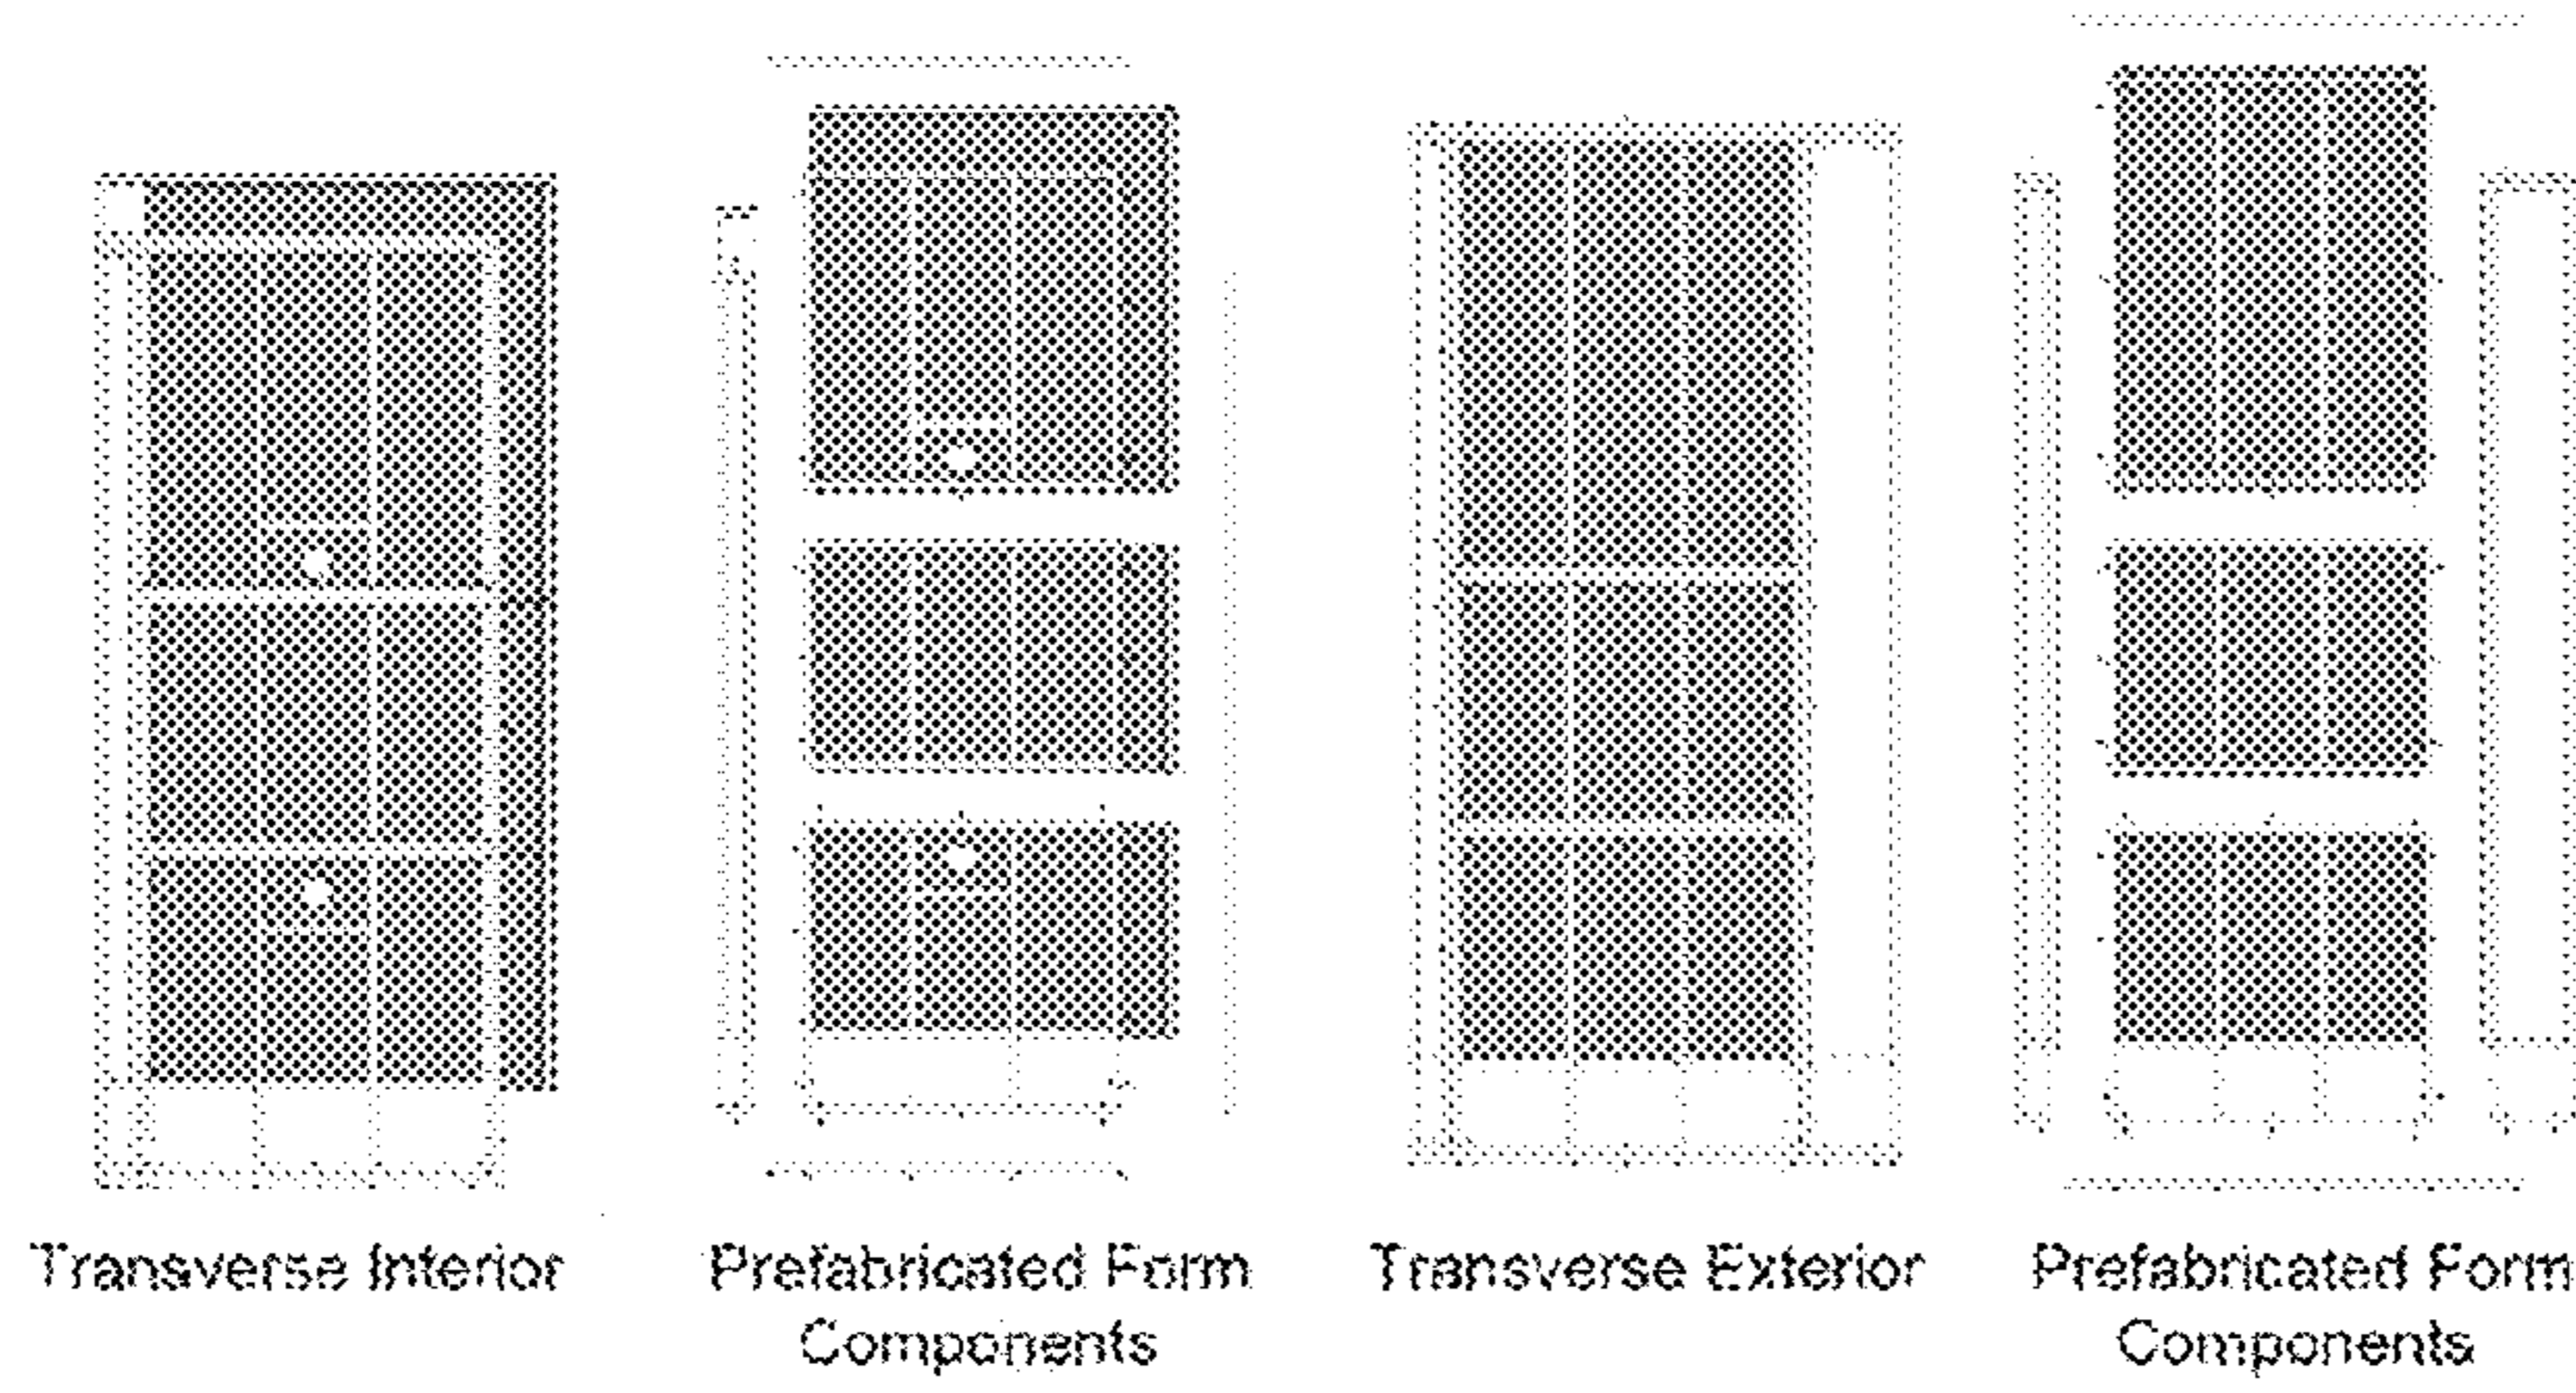 Transverse Interior
Prefabricated Form
Components
Transverse Exterior
Prefabricated Form
Components